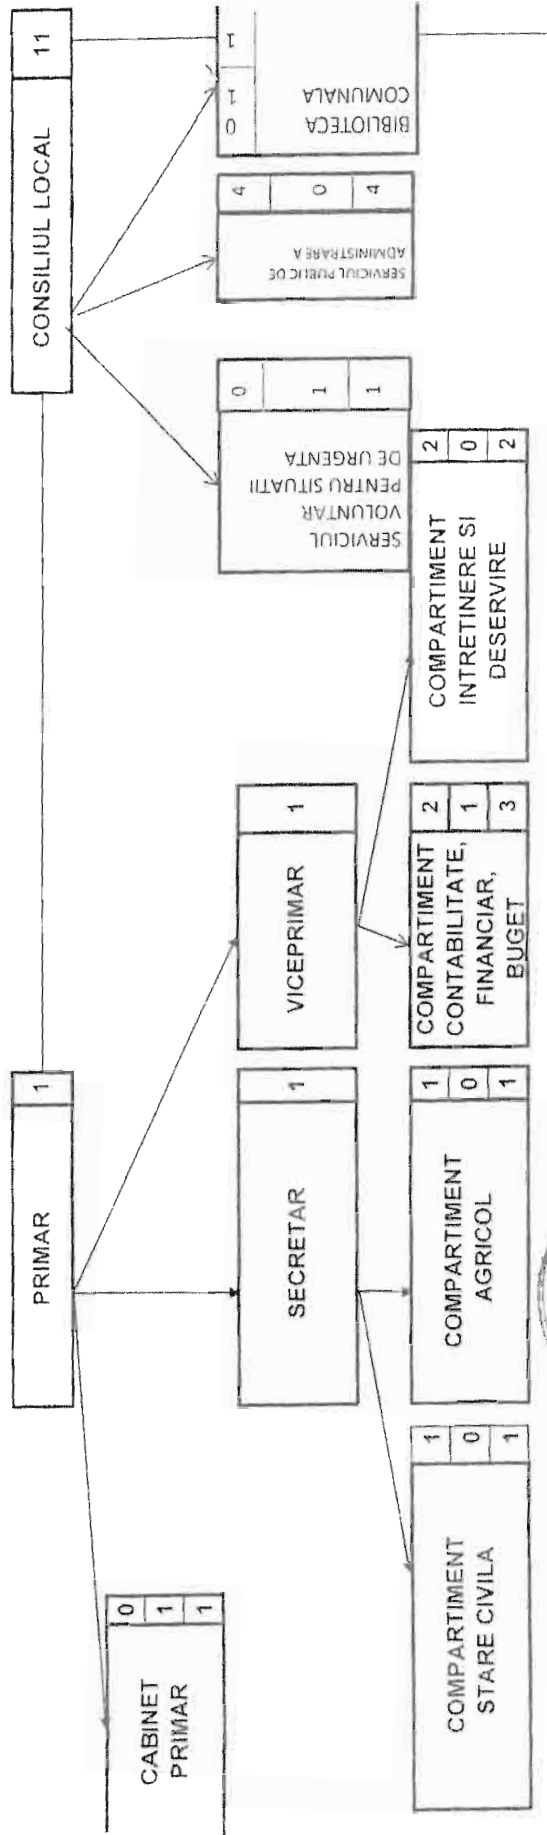 PRIMAR
1
CONSILIUL LOCAL
11
CABINET
PRIMAR
0
1
1
SECRETAR
1
VICEPRIMAR
1
SERVICIUL
VOLUNTAR
PENTRU SITUATII
DE URGENTA
0
1
1
SERVICIUL PUBLIC DE
ADMINISTRARE A
4
0
4
BIBLIOTECA
COMUNALA
0
1
1
COMPARTIMENT
STARE CIVILA
1
0
1
COMPARTIMENT
AGRICOL
1
0
1
COMPARTIMENT
CONTABILITATE,
FINANCIAR,
BUGET
2
1
3
COMPARTIMENT
INTRETINERE SI
DESERVIRE
2
0
2